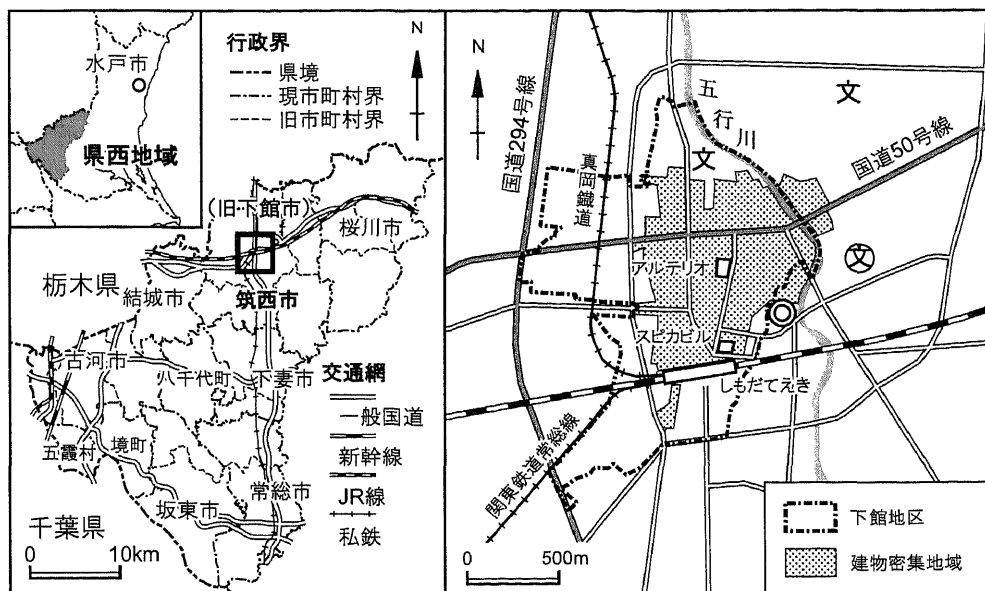 水戸市
県西地域
行政界
県境
現市町村界
旧市町村界
N
(旧下館市)
桜川市
栃木県
結城市
筑西市
古河市
八千代町
下妻市
五霞村
境町
坂東市
常総市
千葉県
交通網
一般国道
新幹線
JR線
私鉄
0 10km
N
国道294号線
真岡鐵道
五行川
文
文
国道50号線
アルテリオ
文
スピカビル
しもだてえき
関東鉄道常総線
0 500m
下館地区
建物密集地域